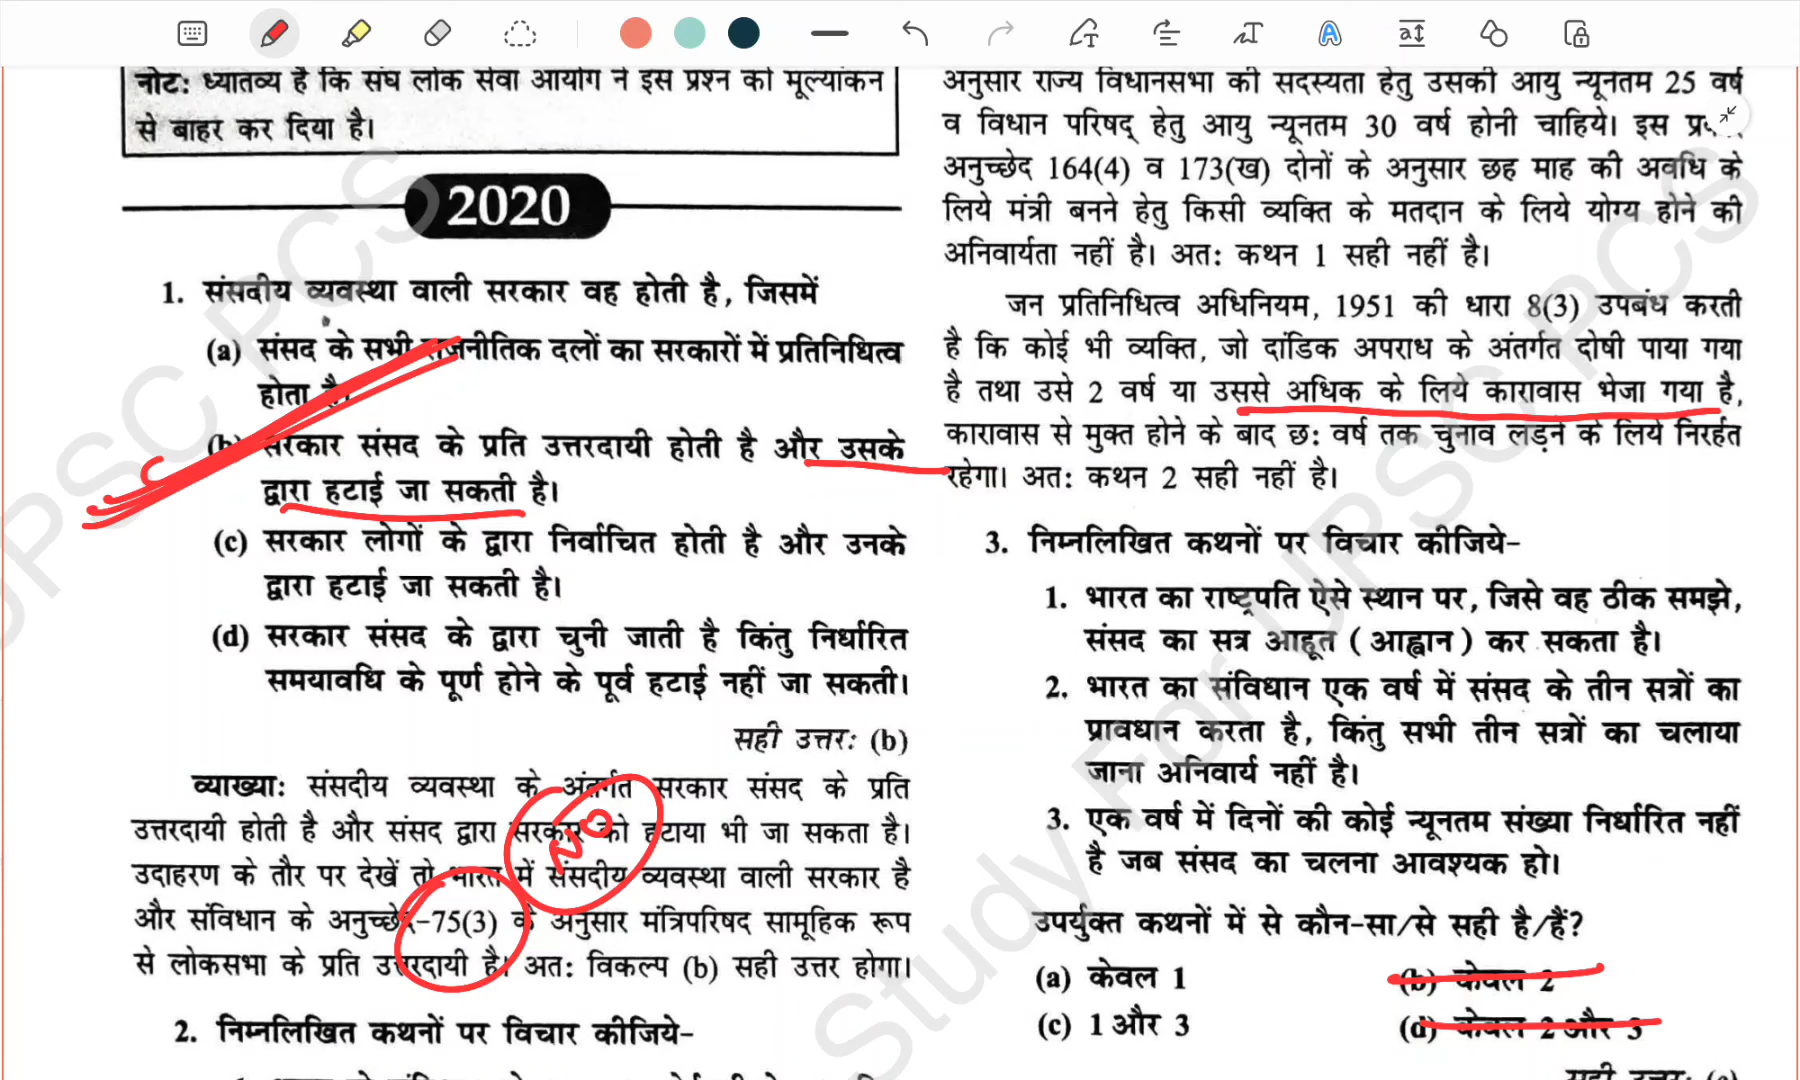 नोट: ध्यातव्य है कि संघ लोक सेवा आयोग ने इस प्रश्न को मूल्यांकन
से बाहर कर दिया है।
2020
1. संसदीय व्यवस्था वाली सरकार वह होती है, जिसमें
(a) संसद के सभी राजनीतिक दलों का सरकारों में प्रतिनिधित्व
होता है।
(b) सरकार संसद के प्रति उत्तरदायी होती है और उसके
द्वारा हटाई जा सकती है।
(c) सरकार लोगों के द्वारा निर्वाचित होती है और उनके
द्वारा हटाई जा सकती है।
(d) सरकार संसद के द्वारा चुनी जाती है किंतु निर्धारित
समयावधि के पूर्ण होने के पूर्व हटाई नहीं जा सकती।
सही उत्तर: (b)
व्याख्या: संसदीय व्यवस्था के अंतर्गत सरकार संसद के प्रति
उत्तरदायी होती है और संसद द्वारा सरकार को हटाया भी जा सकता है।
उदाहरण के तौर पर देखें तो भारत में संसदीय व्यवस्था वाली सरकार है
और संविधान के अनुच्छेद-75(3) के अनुसार मंत्रिपरिषद सामूहिक रूप
से लोकसभा के प्रति उत्तरदायी है। अत: विकल्प (b) सही उत्तर होगा।
NO
2. निम्नलिखित कथनों पर विचार कीजिये-
अनुसार राज्य विधानसभा की सदस्यता हेतु उसकी आयु न्यूनतम 25 वर्ष
व विधान परिषद् हेतु आयु न्यूनतम 30 वर्ष होनी चाहिये। इस
अनुच्छेद 164(4) व 173(ख) दोनों के अनुसार छह माह की अवधि के
लिये मंत्री बनने हेतु किसी व्यक्ति के मतदान के लिये योग्य होने की
अनिवार्यता नहीं है। अत: कथन 1 सही नहीं है।
जन प्रतिनिधित्व अधिनियम, 1951 की धारा 8(3) उपबंध करती
है कि कोई भी व्यक्ति, जो दांडिक अपराध के अंतर्गत दोषी पाया गया
है तथा उसे 2 वर्ष या उससे अधिक के लिये कारावास भेजा गया है,
कारावास से मुक्त होने के बाद छ: वर्ष तक चुनाव लड़ने के लिये निरर्हत
रहेगा। अत: कथन 2 सही नहीं है।
3. निम्नलिखित कथनों पर विचार कीजिये-
1. भारत का राष्ट्रपति ऐसे स्थान पर, जिसे वह ठीक समझे,
संसद का सत्र आहूत (आह्वान) कर सकता है।
2. भारत का संविधान एक वर्ष में संसद के तीन सत्रों का
प्रावधान करता है, किंतु सभी तीन सत्रों का चलाया
जाना अनिवार्य नहीं है।
3. एक वर्ष में दिनों की कोई न्यूनतम संख्या निर्धारित नहीं
है जब संसद का चलना आवश्यक हो।
उपर्युक्त कथनों में से कौन-सा/से सही है/हैं?
(a) केवल 1 (b) केवल 2
(c) 1 और 3 (d) केवल 2 और 3
Study For UPSC PCS
UPSC PCS